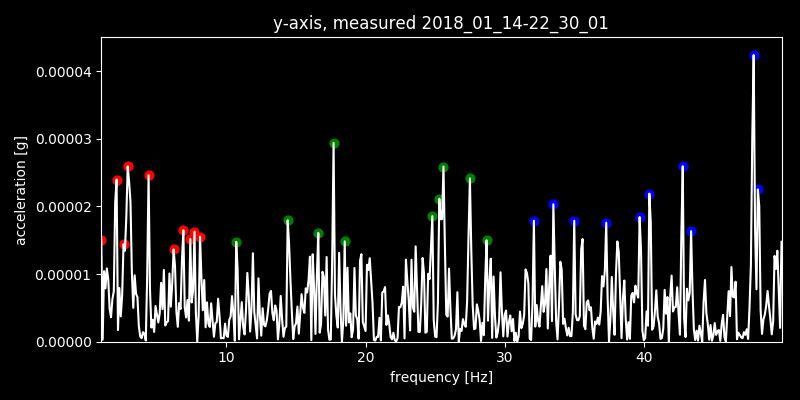 y-axis, measured 2018_01_14-22_30_01
0.00004
0.00003
0.00002
0.00001
0.00000
acceleration [g]
10 20 30 40
frequency [Hz]